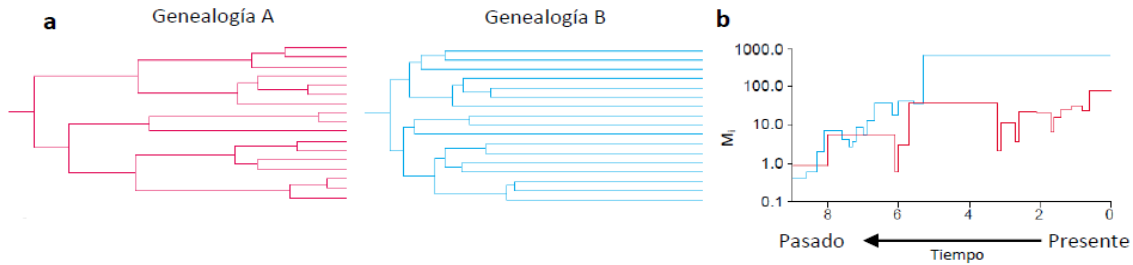 a
Genealogía A
Genealogía B
b
1000.0
100.0
10.0
1.0
0.1
Mi
8
6
4
2
0
Pasado
Presente
Tiempo